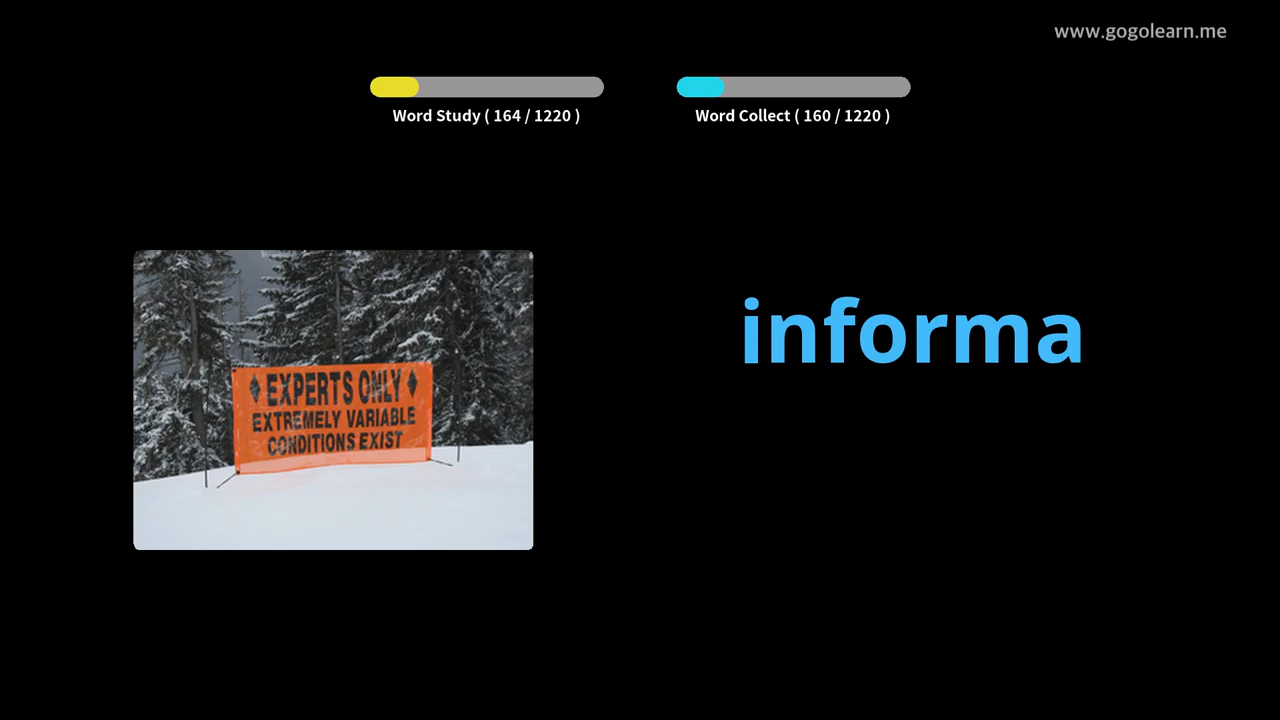 www.gogolearn.me
Word Study ( 164 / 1220 )
Word Collect ( 160 / 1220 )
EXPERTS ONLY
EXTREMELY VARIABLE
CONDITIONS EXIST
informa